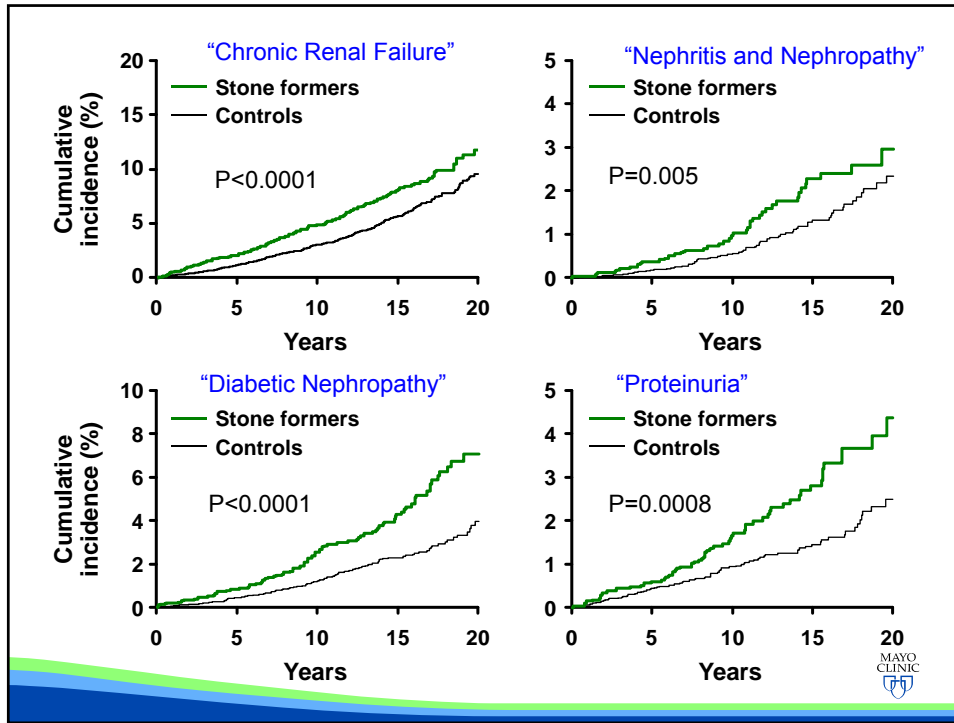 “Chronic Renal Failure”
20
15
10
5
0
Cumulative
incidence (%)
Stone formers
Controls
P<0.0001
0 5 10 15 20
Years
“Nephritis and Nephropathy”
5
4
3
2
1
0
Stone formers
Controls
P=0.005
0 5 10 15 20
Years
“Diabetic Nephropathy”
10
8
6
4
2
0
Cumulative
incidence (%)
Stone formers
Controls
P<0.0001
0 5 10 15 20
Years
“Proteinuria”
5
4
3
2
1
0
Stone formers
Controls
P=0.0008
0 5 10 15 20
Years
MAYO
CLINIC